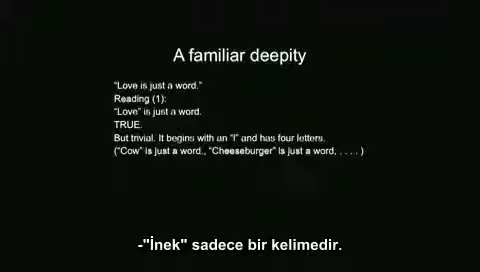 A familiar deepity
“Love is just a word.”
Reading (1):
“Love” is just a word.
TRUE.
But trivial. It begins with an “l” and has four letters.
(“Cow” is just a word., “Cheeseburger” is just a word, . . . . )
-"İnek" sadece bir kelimedir.